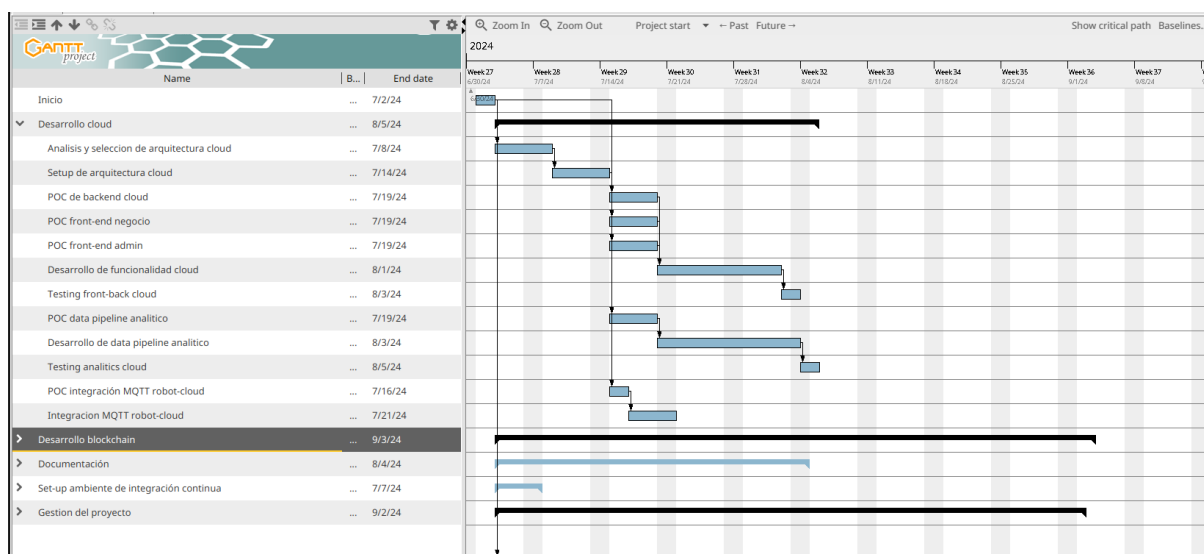 Zoom In Zoom Out Project start ← Past Future → Show critical path Baselines...
GANTT project
2024
Name B... End date
Week 27 Week 28 Week 29 Week 30 Week 31 Week 32 Week 33 Week 34 Week 35 Week 36 Week 37
6/30/24 7/7/24 7/14/24 7/21/24 7/28/24 8/4/24 8/11/24 8/18/24 8/25/24 9/1/24 9/8/24
6/30/24
Inicio ... 7/2/24
Desarrollo cloud ... 8/5/24
Analisis y seleccion de arquitectura cloud ... 7/8/24
Setup de arquitectura cloud ... 7/14/24
POC de backend cloud ... 7/19/24
POC front-end negocio ... 7/19/24
POC front-end admin ... 7/19/24
Desarrollo de funcionalidad cloud ... 8/1/24
Testing front-back cloud ... 8/3/24
POC data pipeline analitico ... 7/19/24
Desarrollo de data pipeline analitico ... 8/3/24
Testing analitics cloud ... 8/5/24
POC integración MQTT robot-cloud ... 7/16/24
Integracion MQTT robot-cloud ... 7/21/24
Desarrollo blockchain ... 9/3/24
Documentación ... 8/4/24
Set-up ambiente de integración continua ... 7/7/24
Gestion del proyecto ... 9/2/24